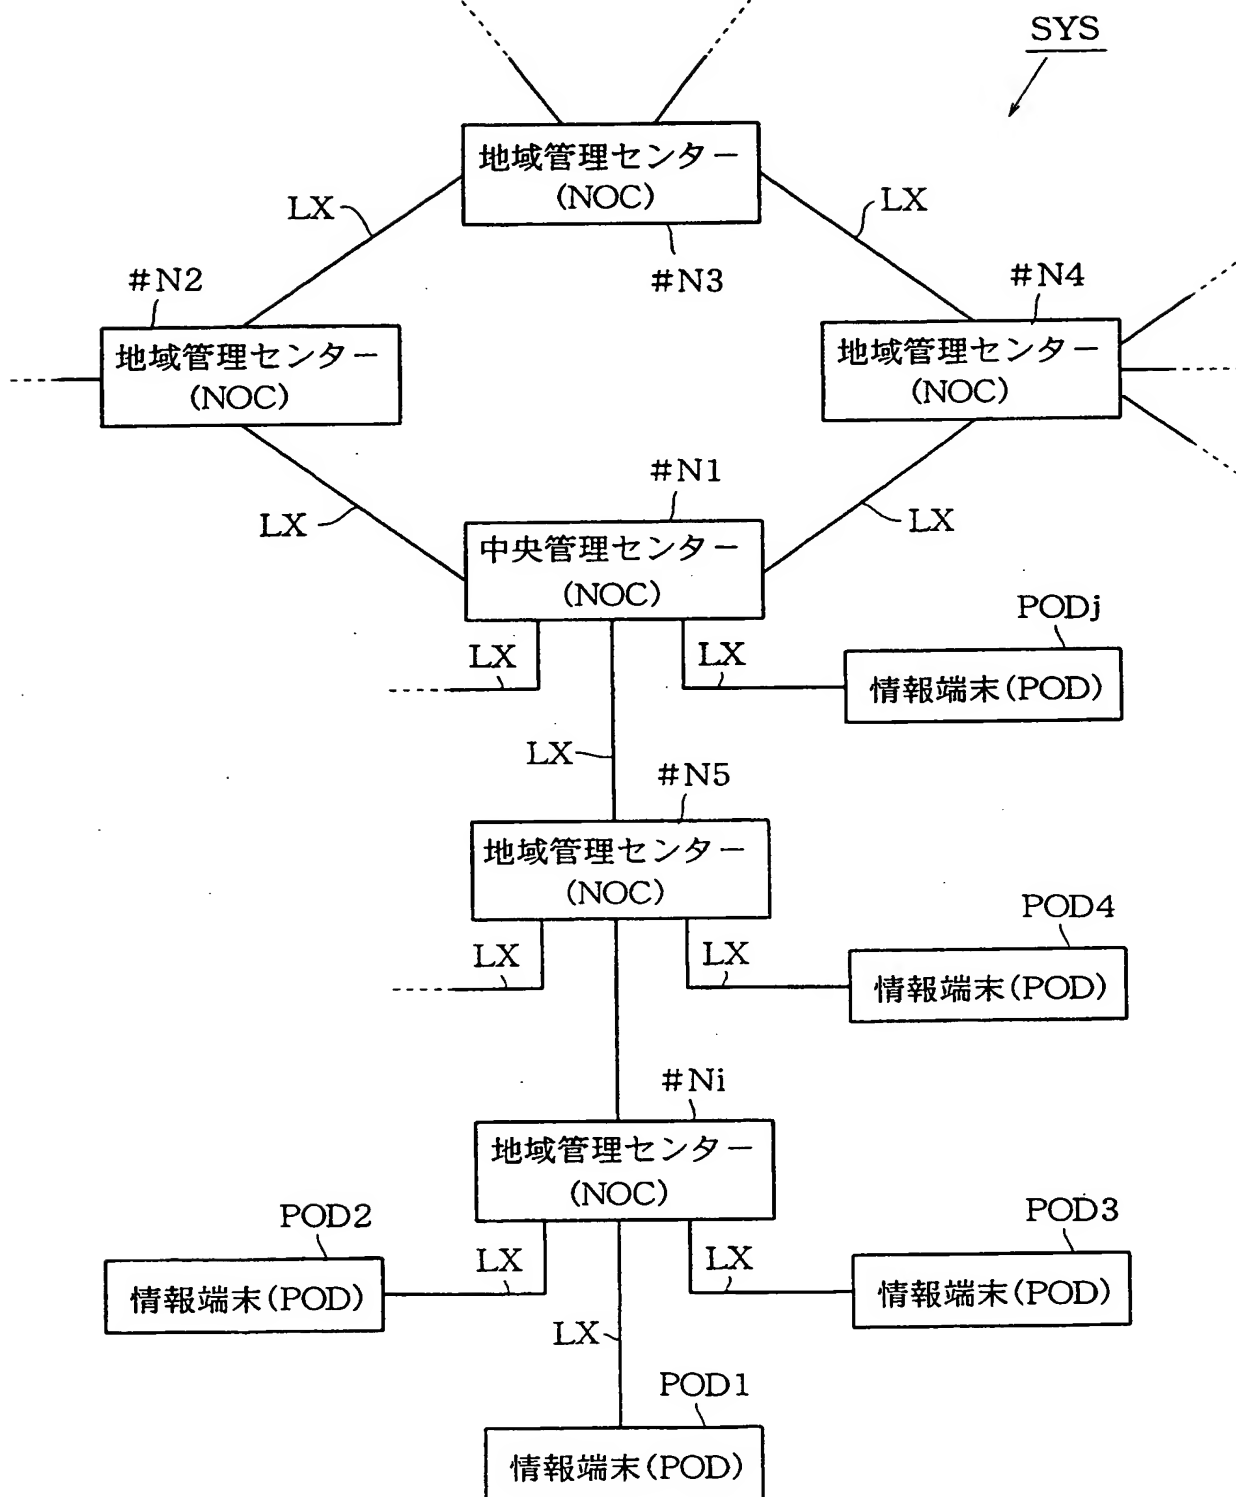 SYS
地域管理センター
(NOC)
LX
LX
#N3
#N2
#N4
地域管理センター
(NOC)
地域管理センター
(NOC)
#N1
LX
LX
中央管理センター
(NOC)
PODj
LX
LX
情報端末(POD)
LX
#N5
地域管理センター
(NOC)
POD4
LX
LX
情報端末(POD)
#Ni
地域管理センター
(NOC)
POD2
POD3
LX
LX
情報端末(POD)
情報端末(POD)
LX
POD1
情報端末(POD)